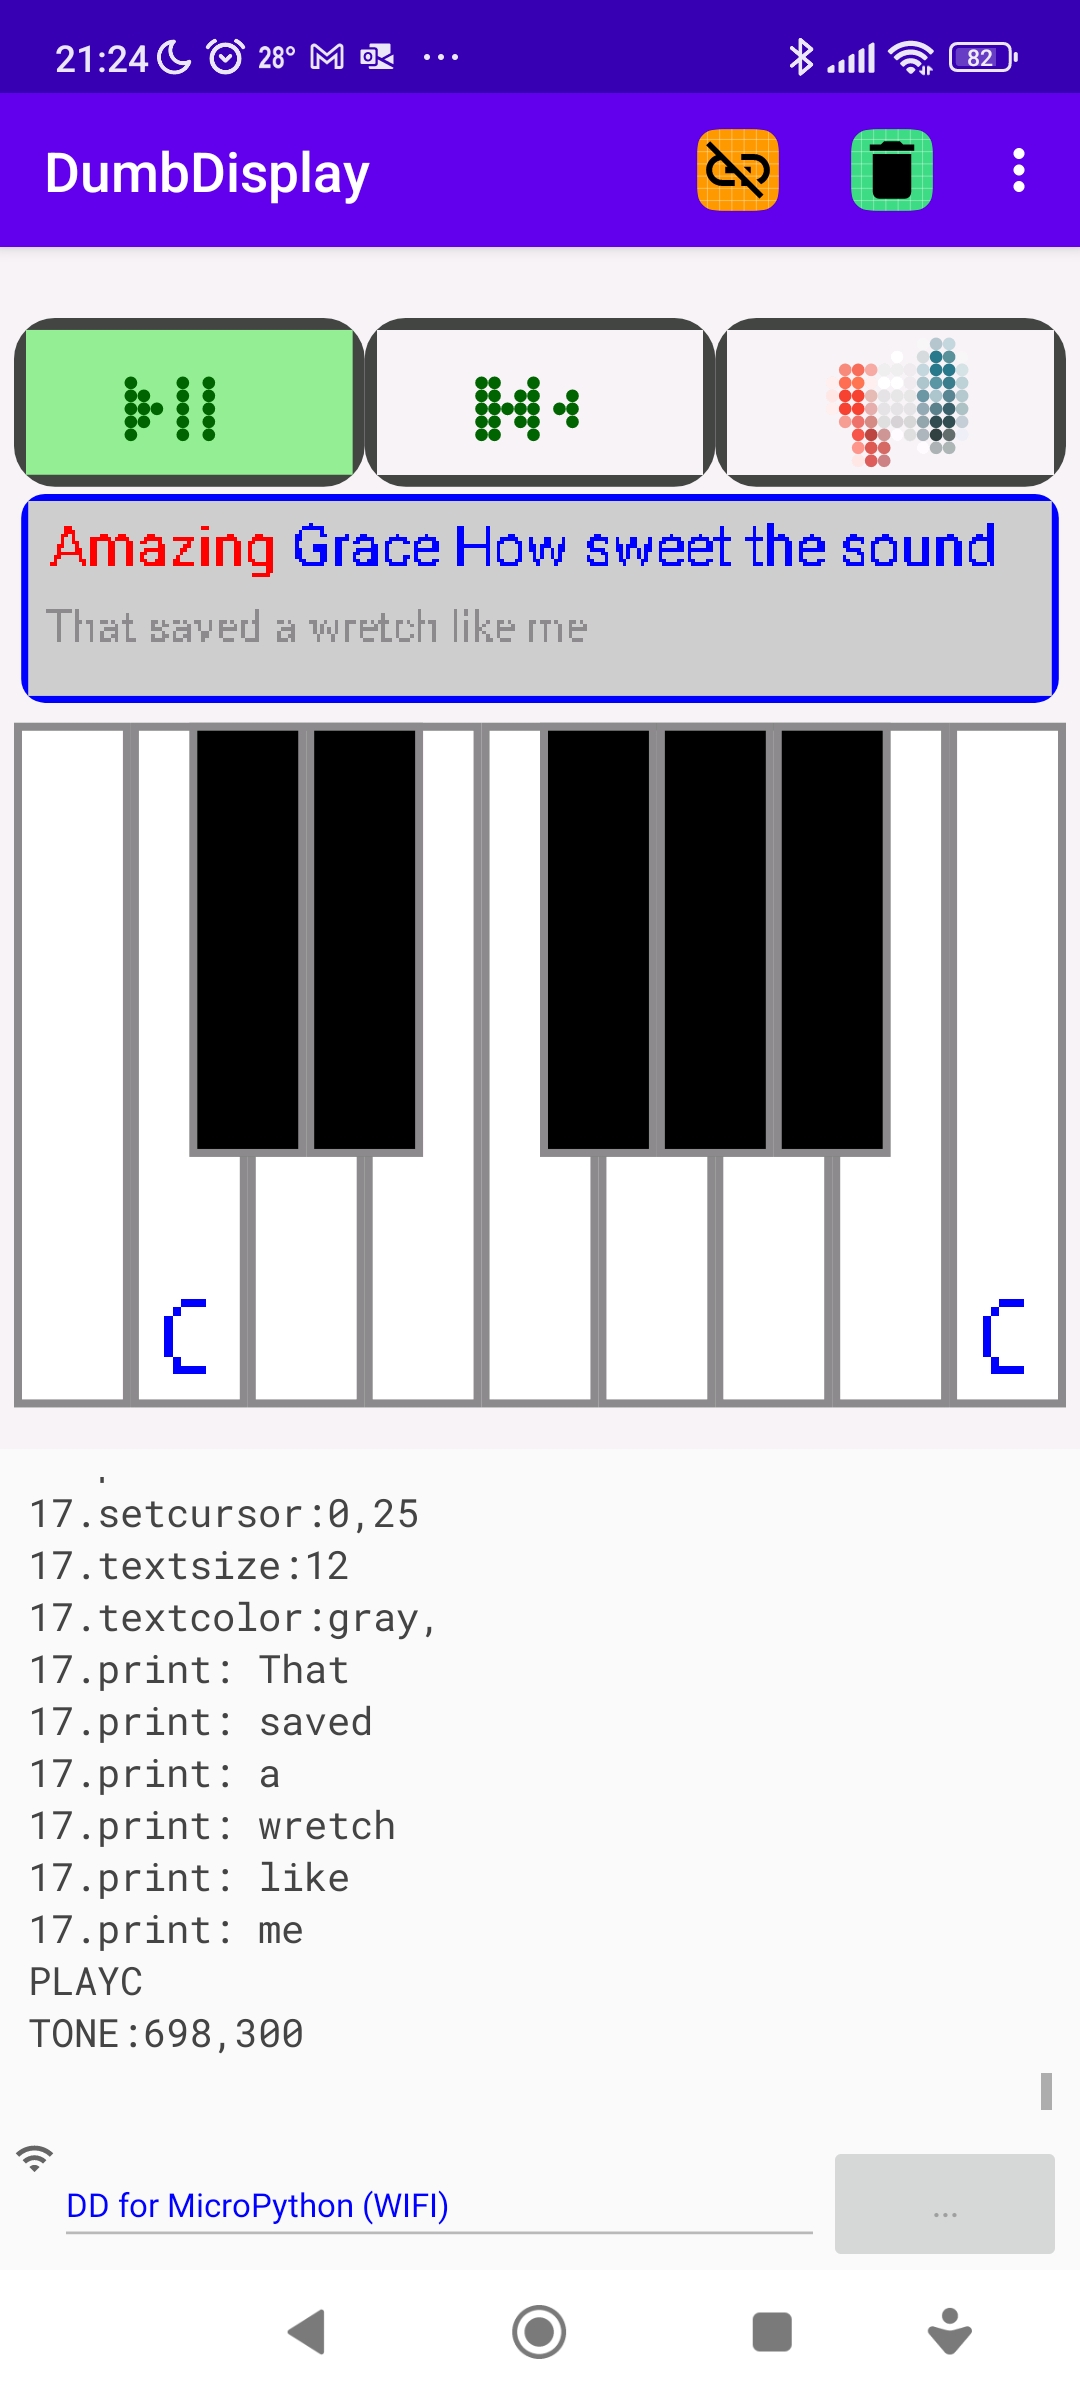 21:24 28° ...
82
DumbDisplay
Amazing Grace How sweet the sound
That saved a wretch like me
C C
17.setcursor:0,25
17.textsize:12
17.textcolor:gray,
17.print: That
17.print: saved
17.print: a
17.print: wretch
17.print: like
17.print: me
PLAYC
TONE:698,300
DD for MicroPython (WIFI)
...